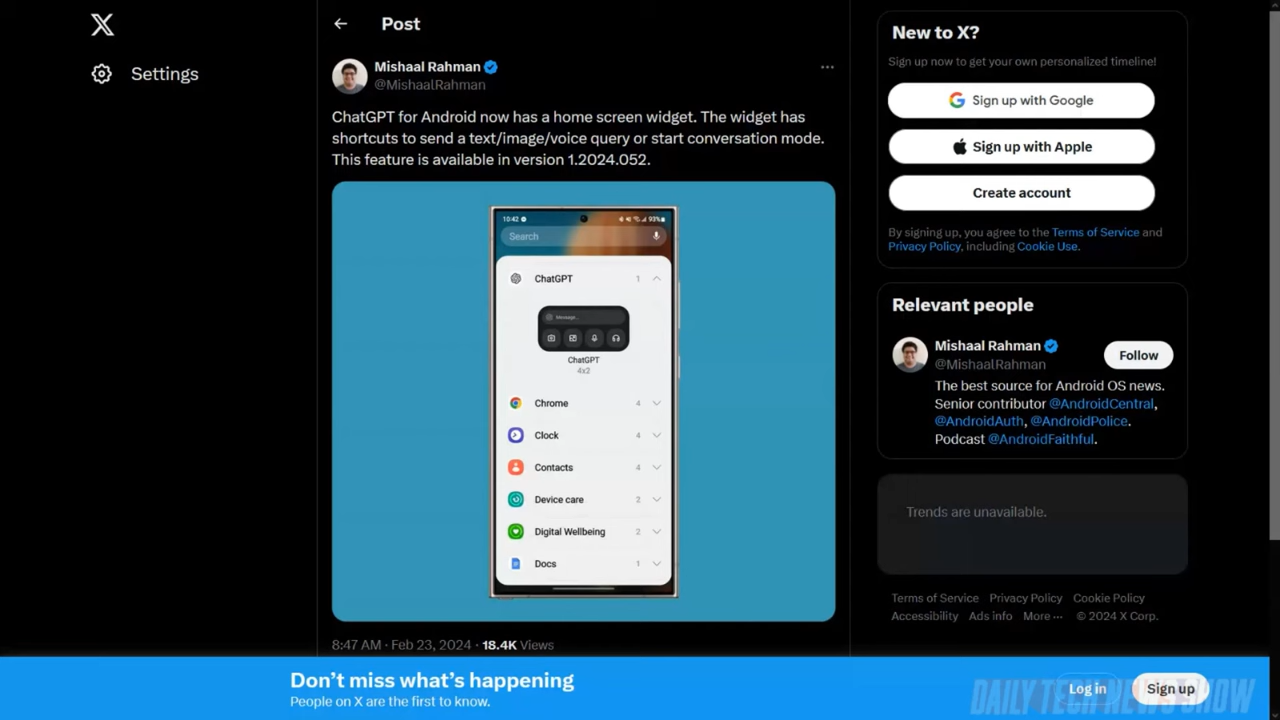 Settings
Post
Mishaal Rahman
@MishaalRahman
ChatGPT for Android now has a home screen widget. The widget has
shortcuts to send a text/image/voice query or start conversation mode.
This feature is available in version 1.2024.052.
10:42
93%
Search
ChatGPT 1
Message...
ChatGPT
4x2
Chrome 4
Clock 4
Contacts 4
Device care 2
Digital Wellbeing 2
Docs 1
8:47 AM · Feb 23, 2024 · 18.4K Views
New to X?
Sign up now to get your own personalized timeline!
Sign up with Google
Sign up with Apple
Create account
By signing up, you agree to the Terms of Service and
Privacy Policy, including Cookie Use.
Relevant people
Mishaal Rahman
@MishaalRahman
Follow
The best source for Android OS news.
Senior contributor @AndroidCentral,
@AndroidAuth, @AndroidPolice.
Podcast @AndroidFaithful.
Trends are unavailable.
Terms of Service Privacy Policy Cookie Policy
Accessibility Ads info More ··· © 2024 X Corp.
Don't miss what's happening
People on X are the first to know.
Log in
Sign up
DAILY TECH NEWS SHOW